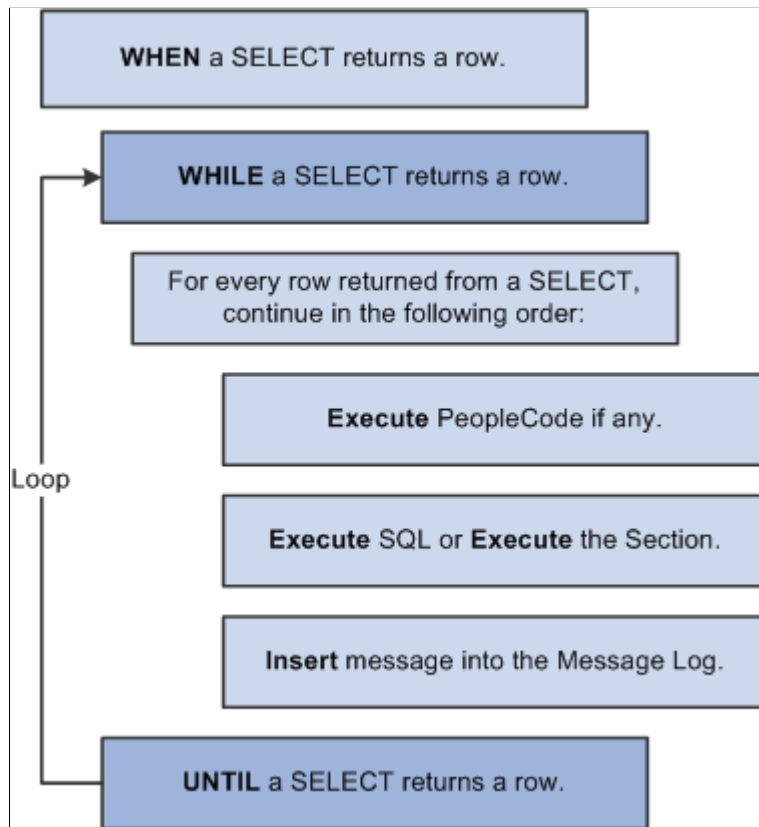 WHEN a SELECT returns a row.
WHILE a SELECT returns a row.
For every row returned from a SELECT,
continue in the following order:
Execute PeopleCode if any.
Loop
Execute SQL or Execute the Section.
Insert message into the Message Log.
UNTIL a SELECT returns a row.